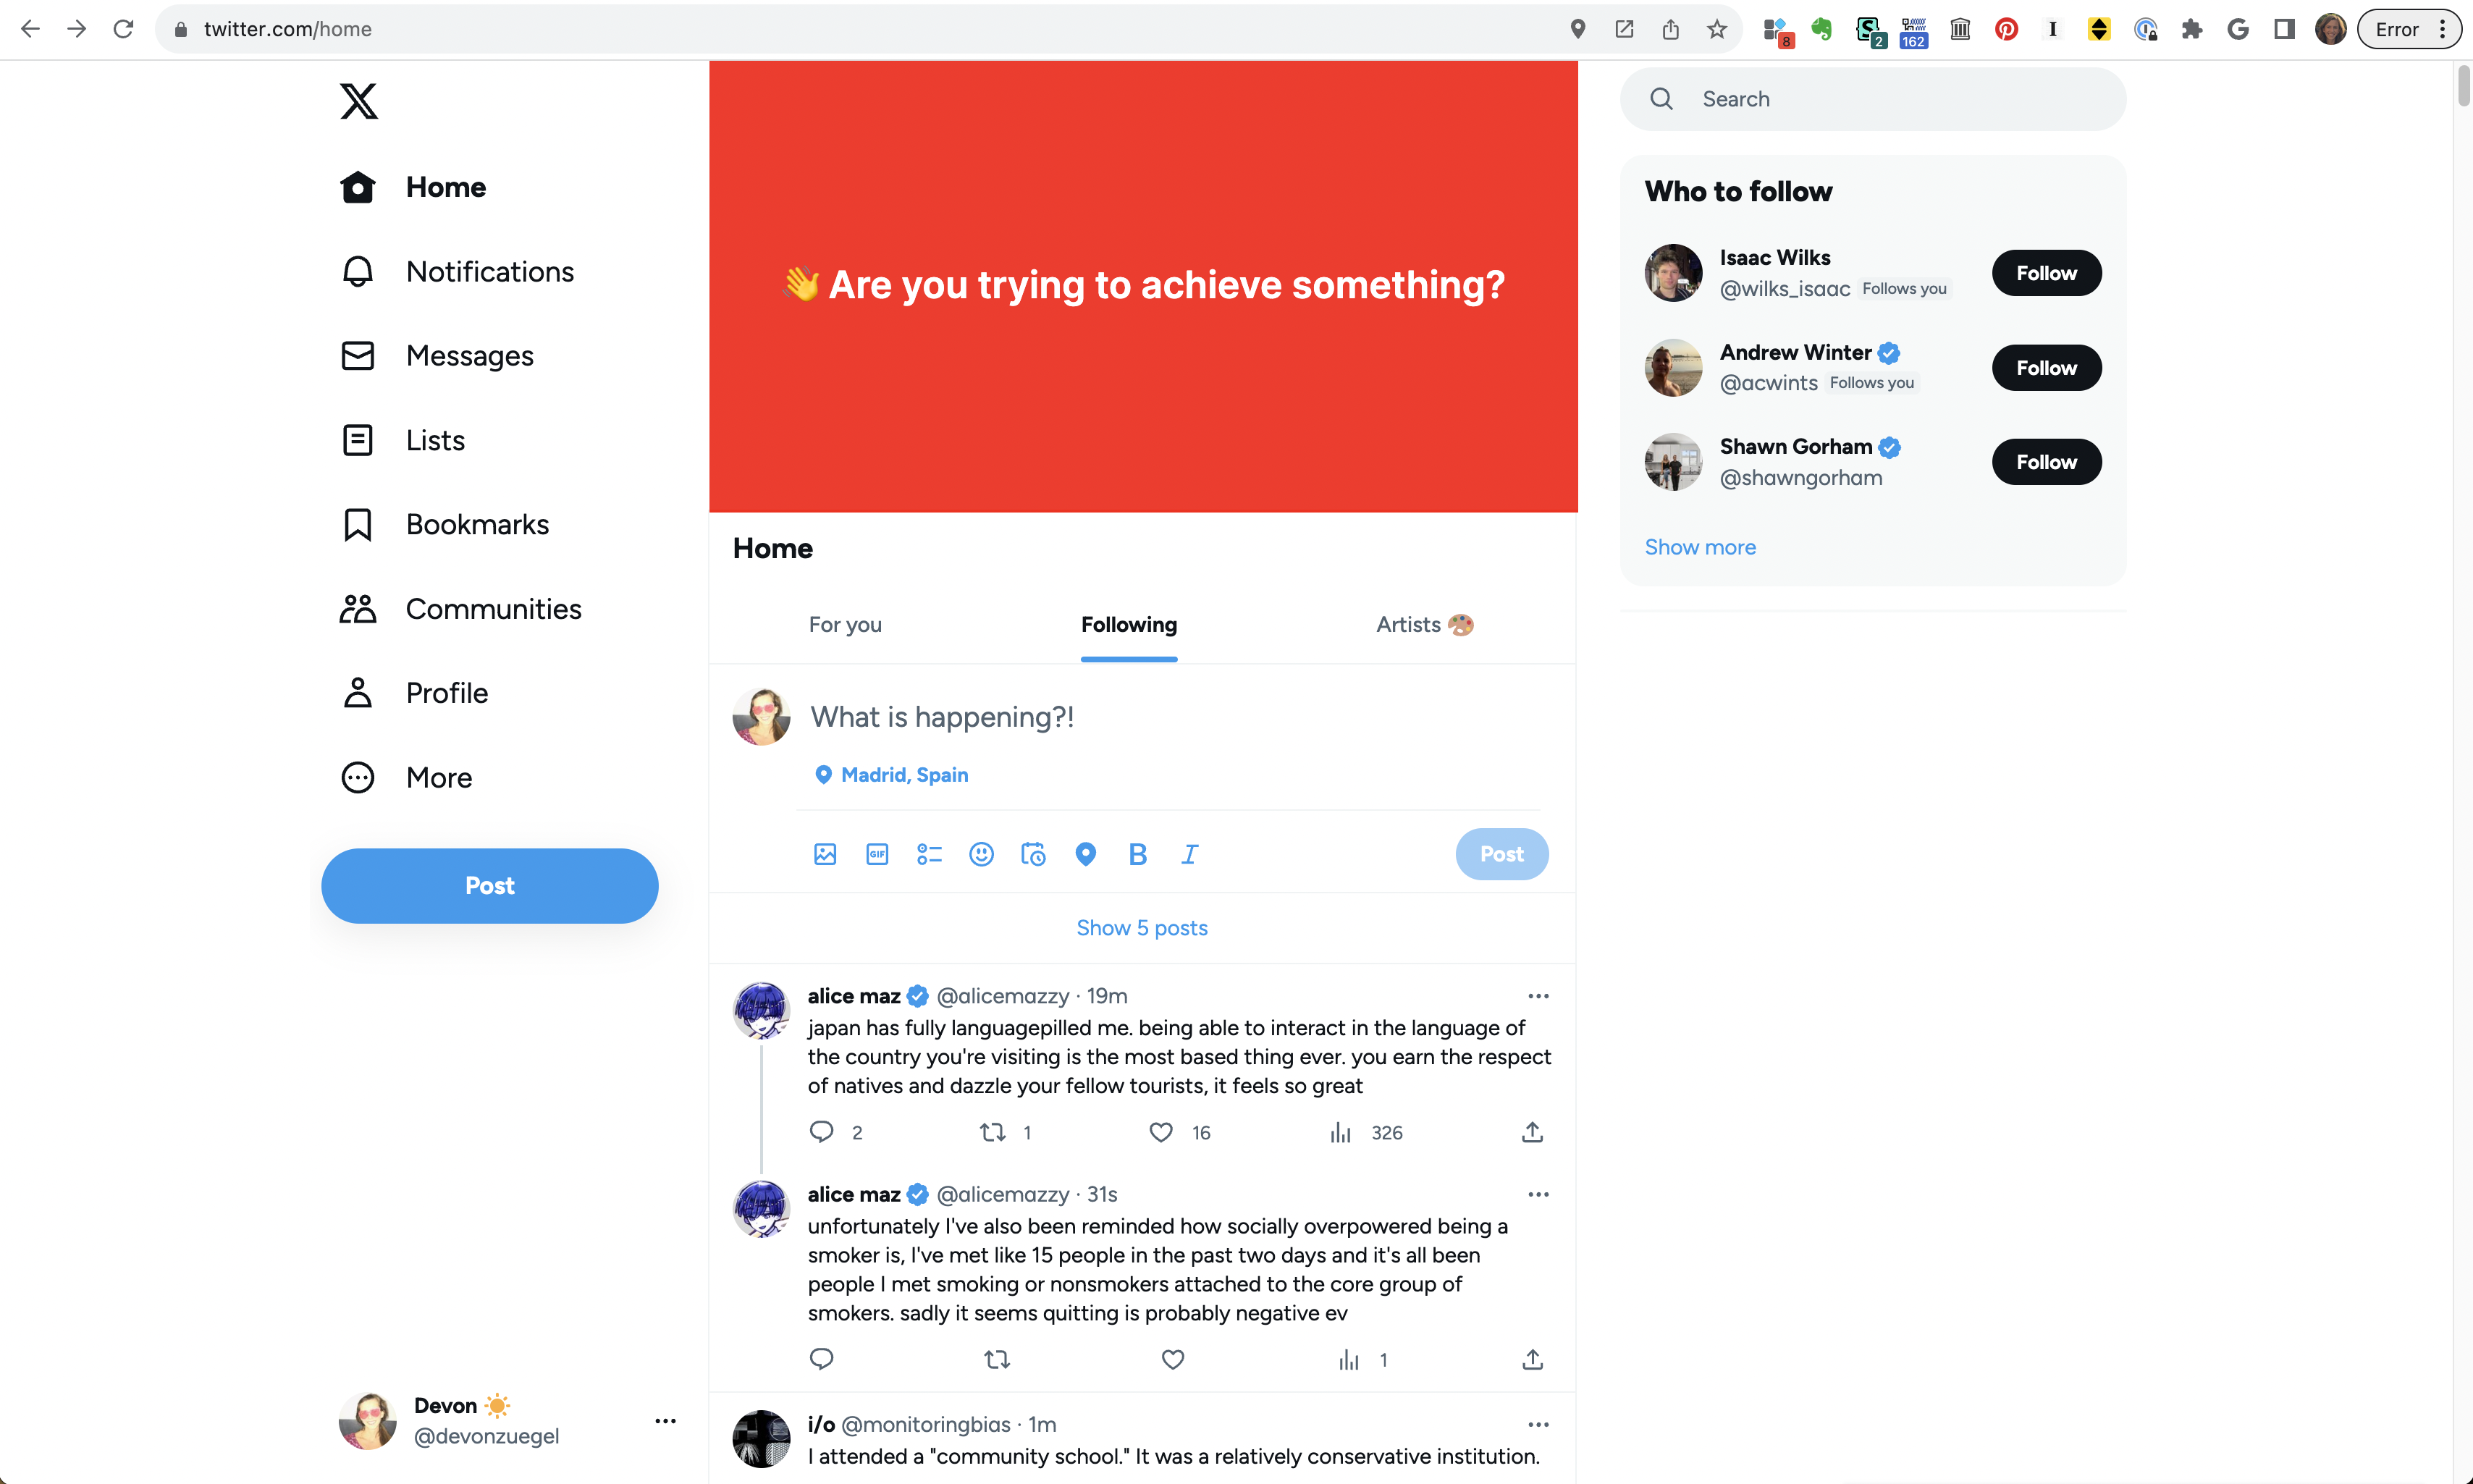 twitter.com/home
8
2
162
I
G
Error
X
Home
Notifications
Messages
Lists
Bookmarks
Communities
Profile
More
Post
Devon ☀️
@devonzuegel
👋 Are you trying to achieve something?
Home
For you
Following
Artists 🎨
What is happening?!
Madrid, Spain
GIF
B
I
Post
Show 5 posts
alice maz @alicemazzy · 19m
japan has fully languagepilled me. being able to interact in the language of
the country you're visiting is the most based thing ever. you earn the respect
of natives and dazzle your fellow tourists, it feels so great
2
1
16
326
alice maz @alicemazzy · 31s
unfortunately I've also been reminded how socially overpowered being a
smoker is, I've met like 15 people in the past two days and it's all been
people I met smoking or nonsmokers attached to the core group of
smokers. sadly it seems quitting is probably negative ev
1
i/o @monitoringbias · 1m
I attended a "community school." It was a relatively conservative institution.
Search
Who to follow
Isaac Wilks
@wilks_isaac Follows you
Follow
Andrew Winter
@acwints Follows you
Follow
Shawn Gorham
@shawngorham
Follow
Show more